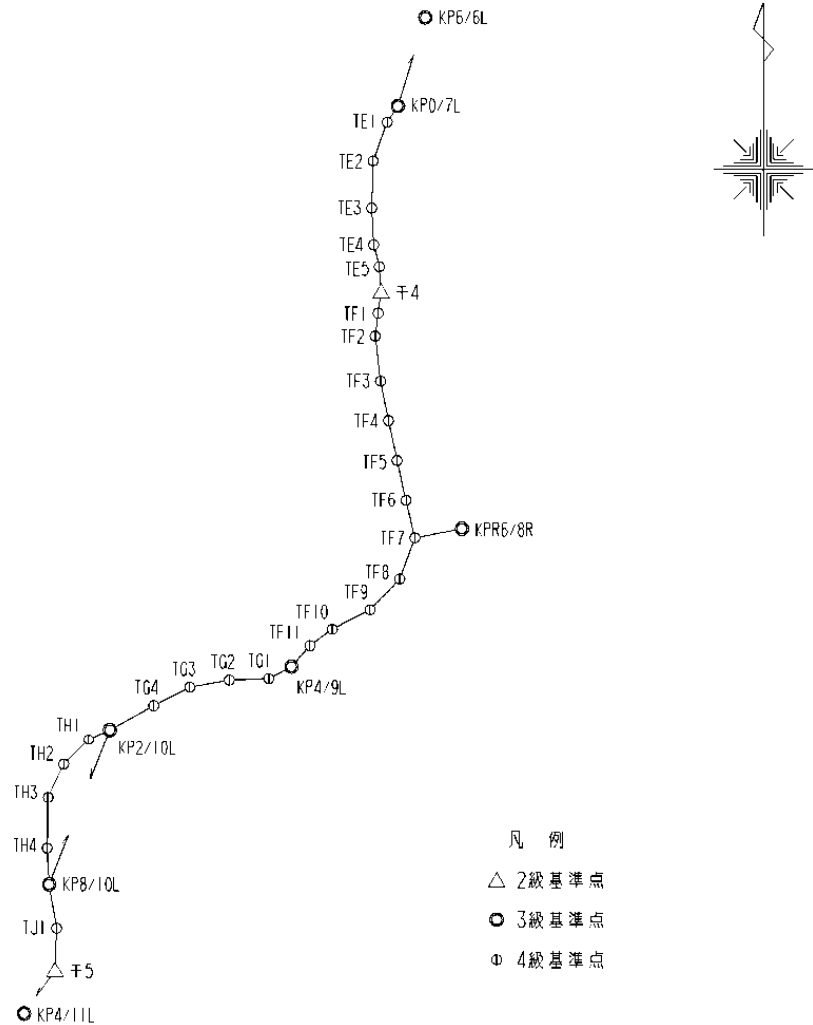 KP6/6L
KP0/7L
TE1
TE2
TE3
TE4
TE5
千4
TF1
TF2
TF3
TF4
TF5
TF6
TF7
KPR6/8R
TF8
TF9
TF10
TF11
TG1
TG2
TG3
KP4/9L
TG4
TH1
KP2/10L
TH2
TH3
TH4
KP8/10L
TJ1
千5
KP4/11L
凡 例
2級基準点
3級基準点
4級基準点